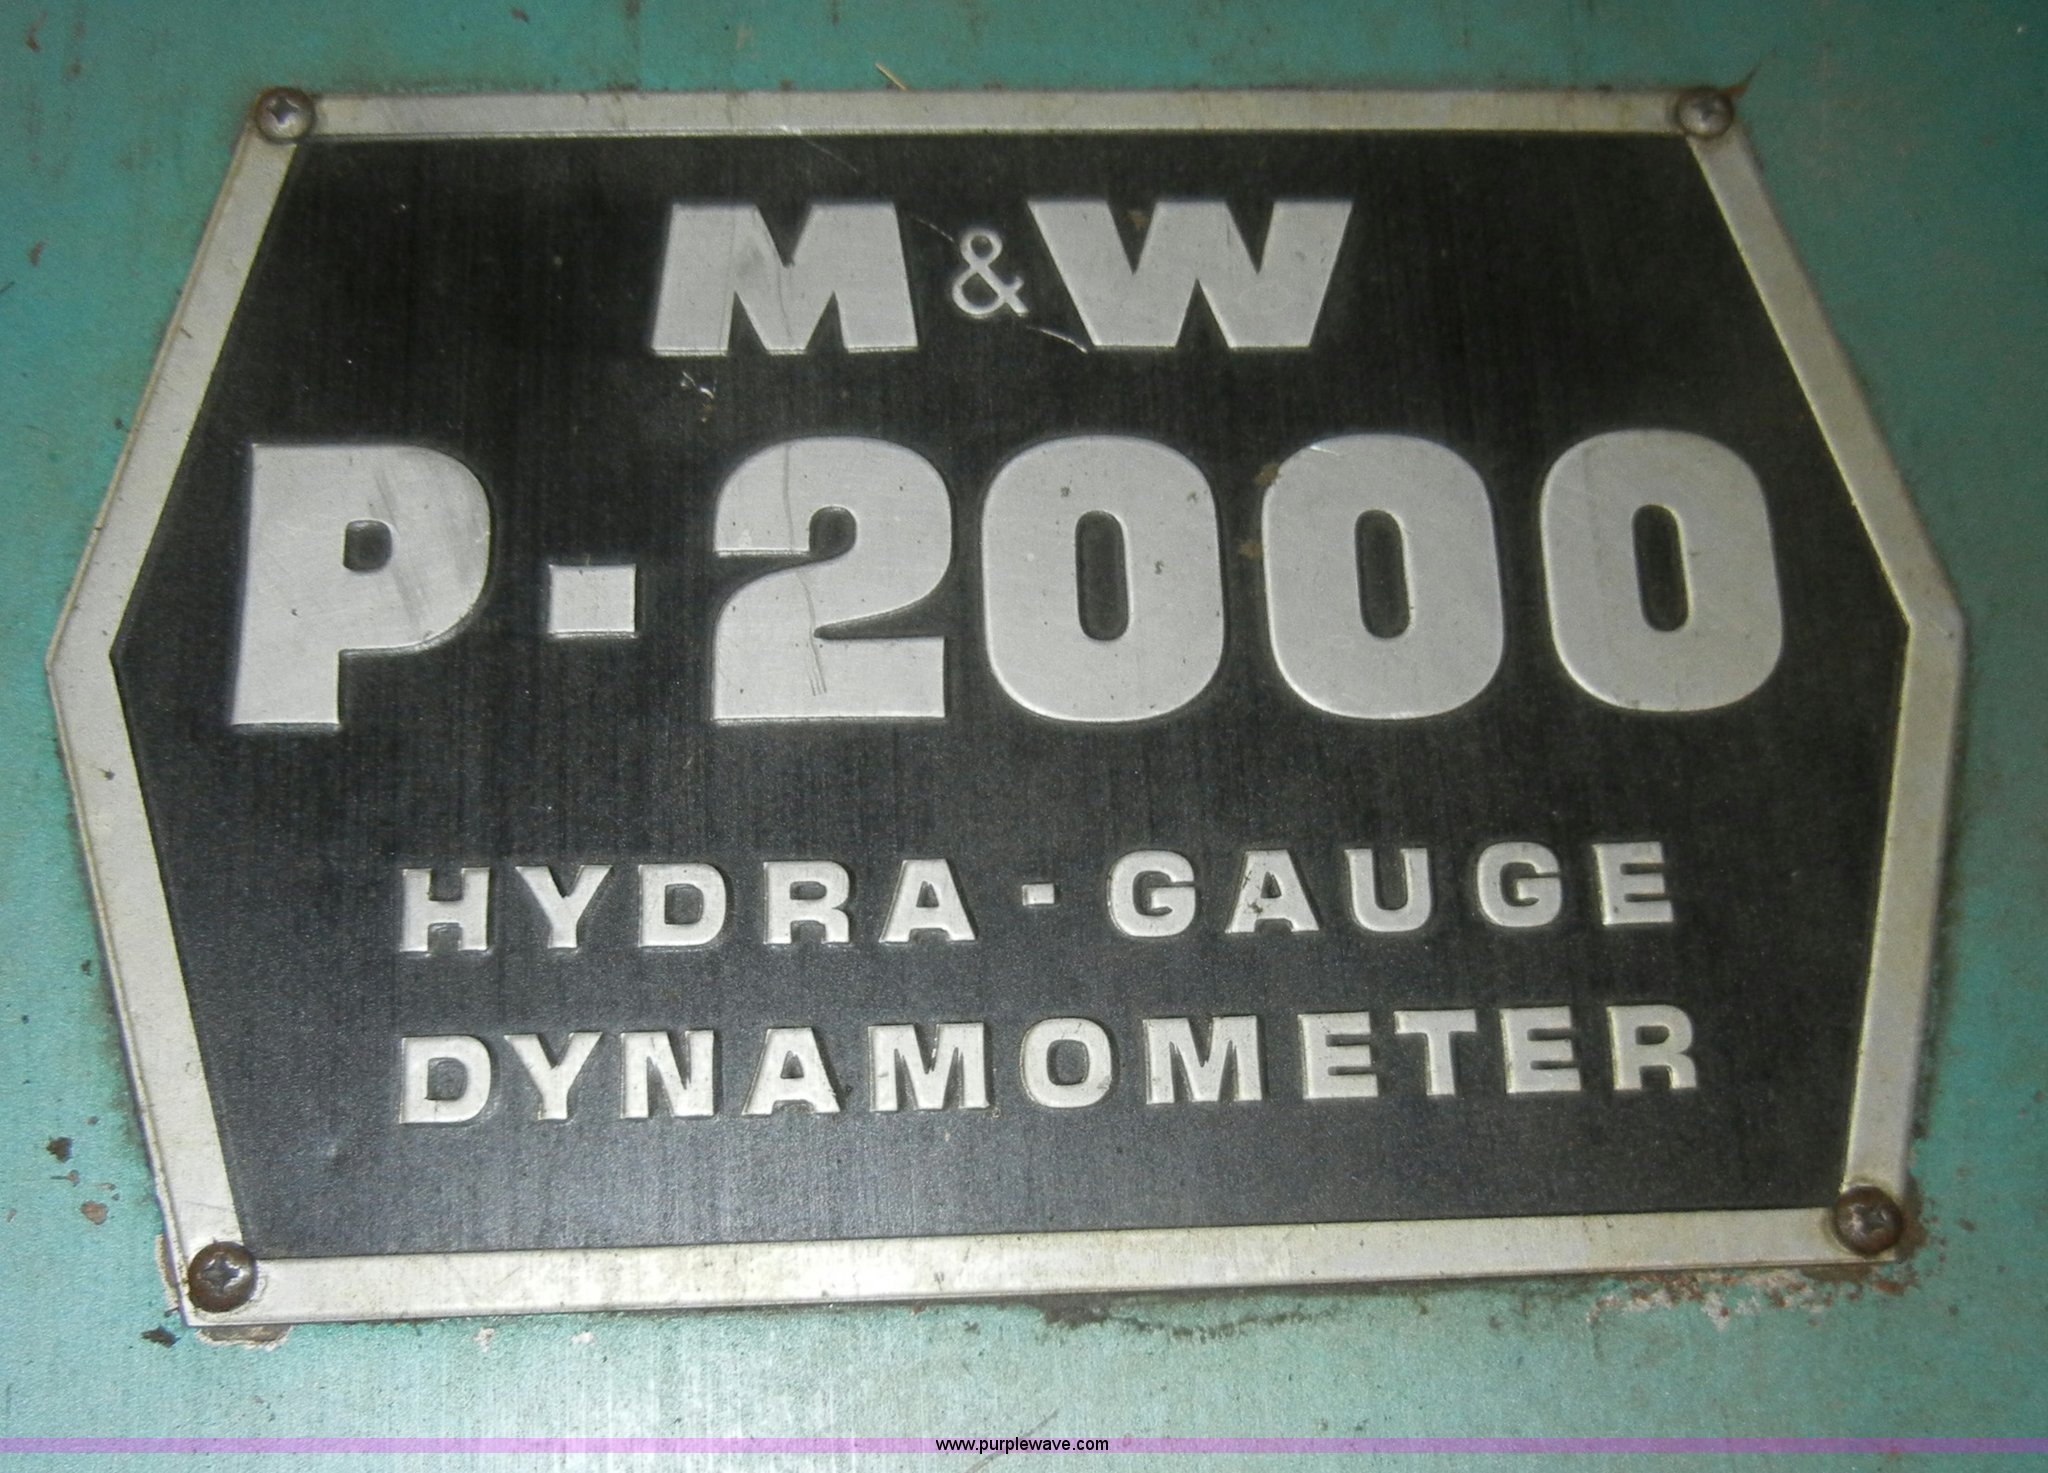 M&W
P-2000
HYDRA-GAUGE
DYNAMOMETER
www.purplewave.com